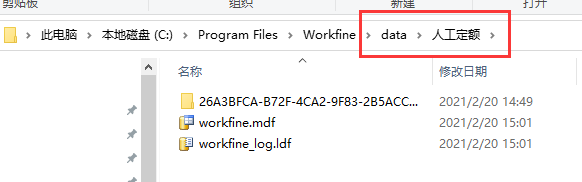 剪贴板 组织 新建 打开
此电脑 本地磁盘 (C:) Program Files Workfine data 人工定额
名称 修改日期
26A3BFCA-B72F-4CA2-9F83-2B5ACC... 2021/2/20 14:49
workfine.mdf 2021/2/20 15:01
workfine_log.ldf 2021/2/20 15:01